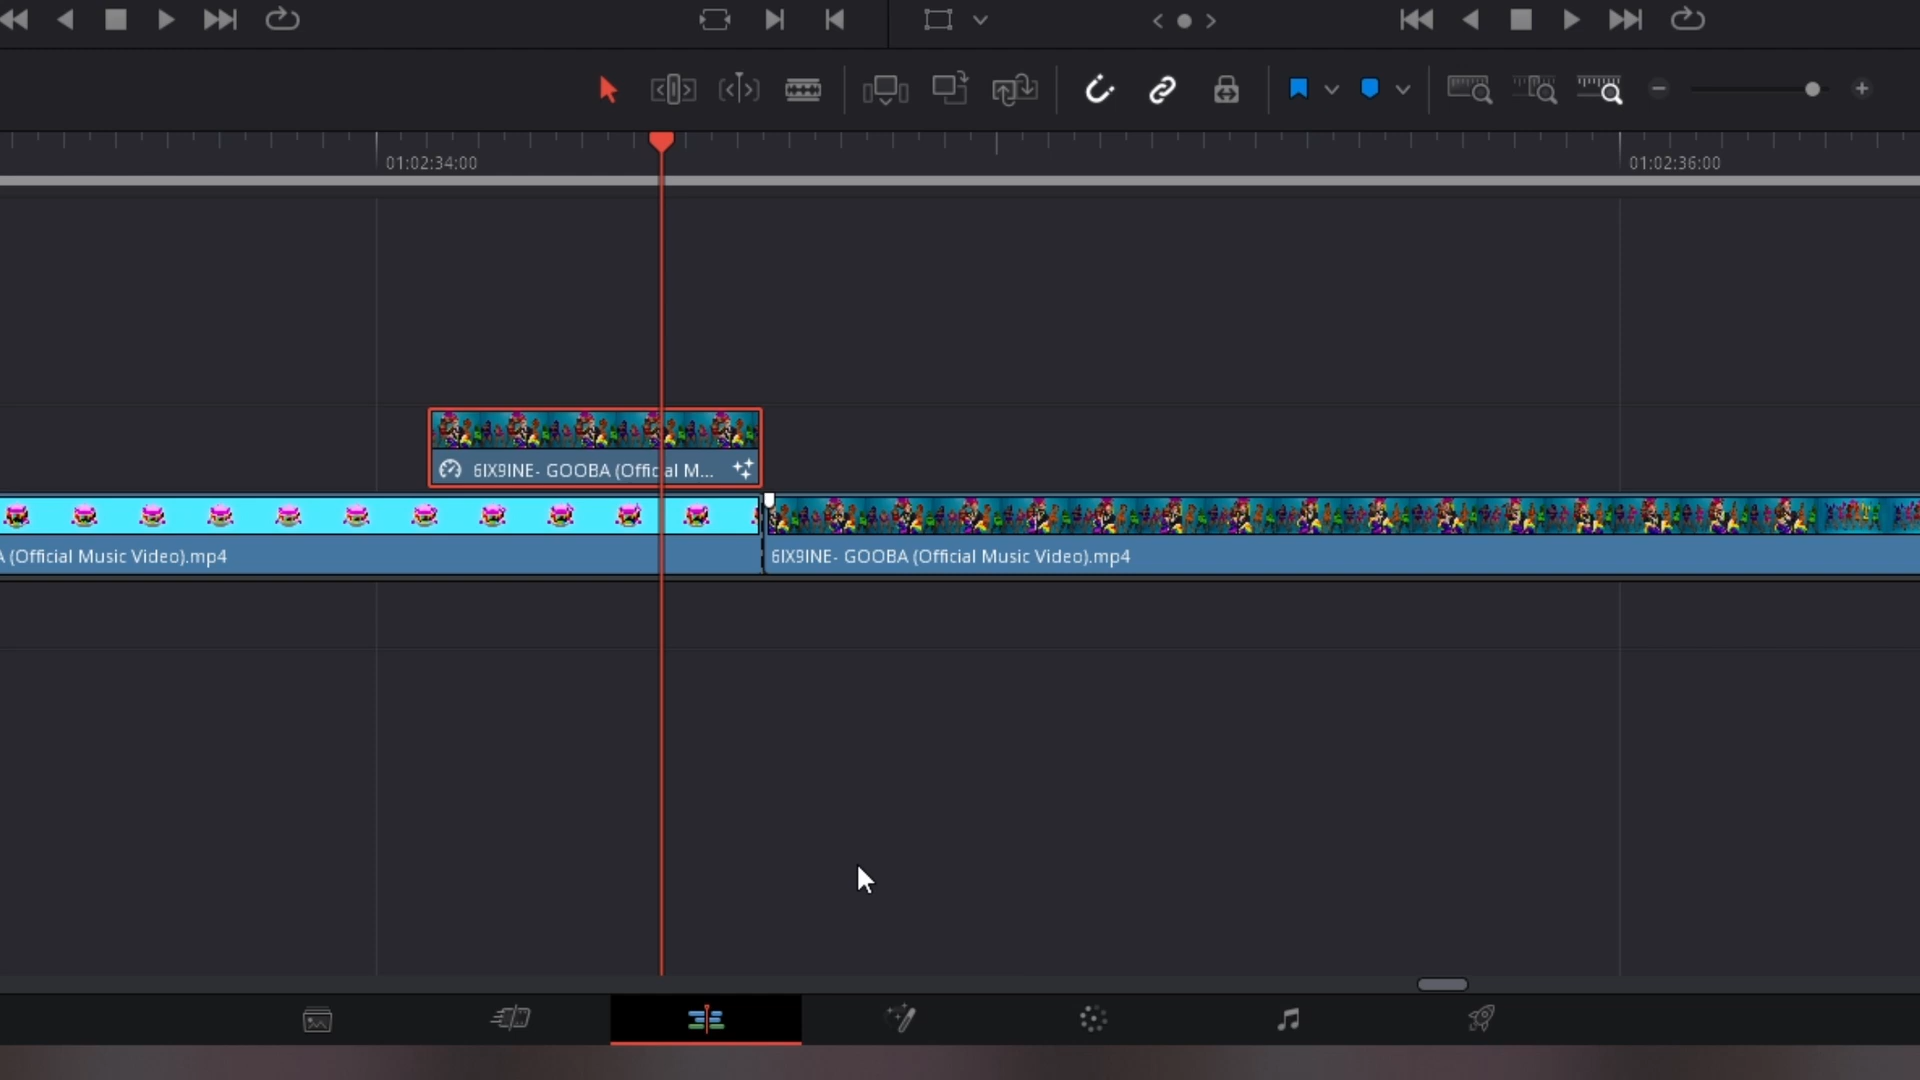 01:02:34:00
01:02:36:00
6IX9INE- GOOBA (Official M...
A (Official Music Video).mp4
6IX9INE- GOOBA (Official Music Video).mp4